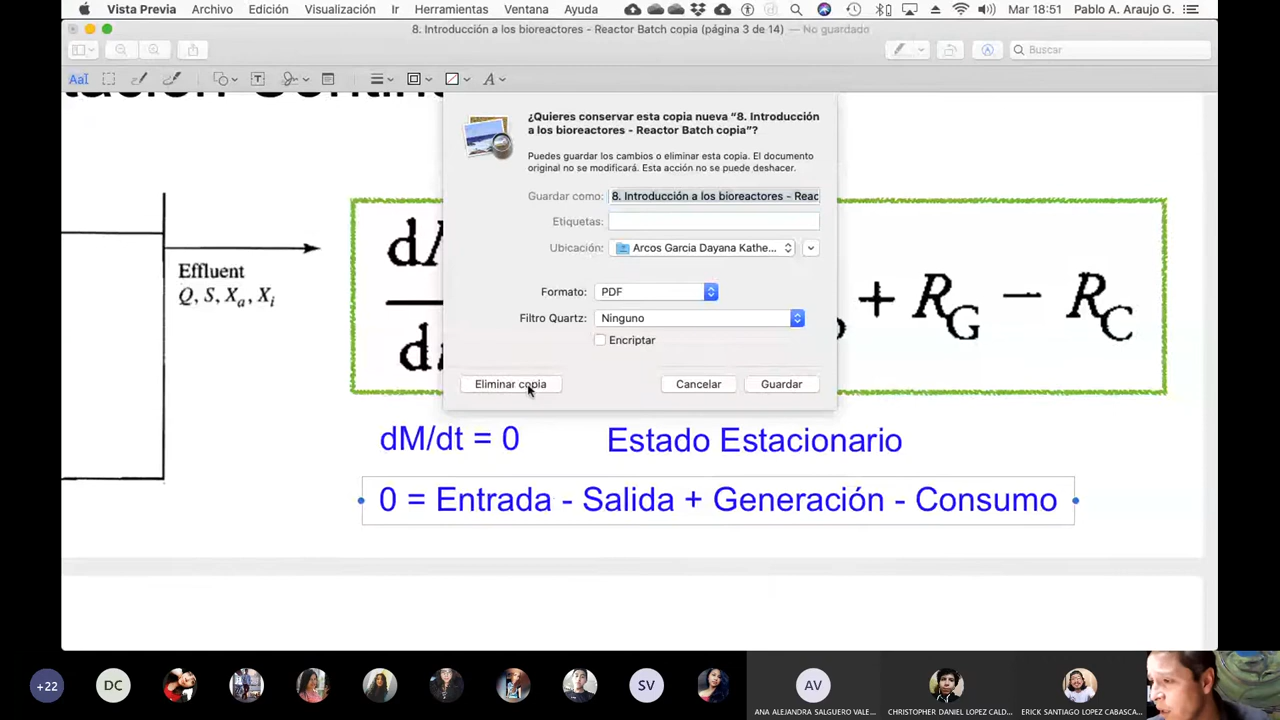 Vista Previa Archivo Edición Visualización Ir Herramientas Ventana Ayuda Mar 18:51 Pablo A. Araujo G.
8. Introducción a los bioreactores - Reactor Batch copia (página 3 de 14) — No guardado
Buscar
¿Quieres conservar esta copia nueva “8. Introducción
a los bioreactores - Reactor Batch copia”?
Puedes guardar los cambios o eliminar esta copia. El documento
original no se modificará. Esta acción no se puede deshacer.
Guardar como: 8. Introducción a los bioreactores - Reac
Etiquetas:
Ubicación: Arcos Garcia Dayana Kathe...
Formato: PDF
Filtro Quartz: Ninguno
Encriptar
Eliminar copia Cancelar Guardar
Effluent
Q, S, Xa, Xi
+ RG − RC
dM/dt = 0 Estado Estacionario
0 = Entrada - Salida + Generación - Consumo
+22 DC SV AV
ANA ALEJANDRA SALGUERO VALE... CHRISTOPHER DANIEL LOPEZ CALD... ERICK SANTIAGO LOPEZ CABASCA...